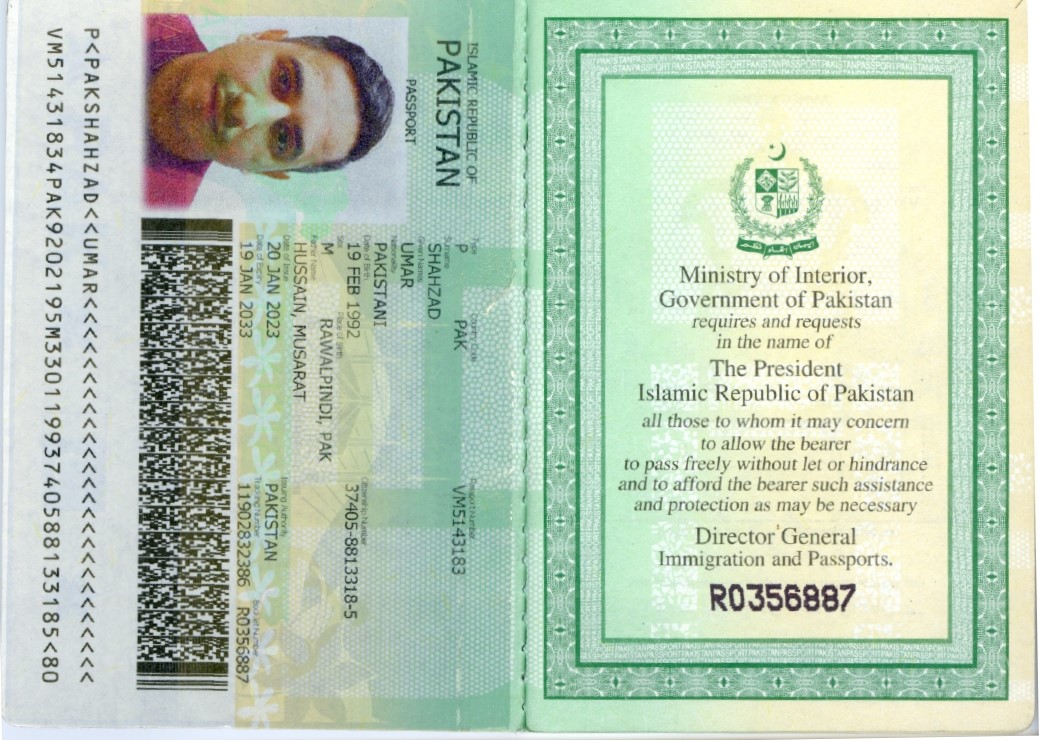 ISLAMIC REPUBLIC OF
PAKISTAN
PASSPORT
Type Country Code Passport Number
P PAK VM5143183
Surname
SHAHZAD
Given Names
UMAR
Nationality
PAKISTANI
Date of Birth Citizenship Number
19 FEB 1992 37405-8813318-5
Sex Place of Birth
M RAWALPINDI, PAK
Father Name
HUSSAIN, MUSARAT
Date of Issue Issuing Authority
20 JAN 2023 PAKISTAN
Date of Expiry Tracking Number Booklet Number
19 JAN 2033 11902832386 R0356887
P<PAKSHAHZAD<<UMAR<<<<<<<<<<<<<<<<<<<<<<<<<<
VM51431834PAK9202195M3301199374058813318​5<80
Ministry of Interior,
Government of Pakistan
requires and requests
in the name of
The President
Islamic Republic of Pakistan
all those to whom it may concern
to allow the bearer
to pass freely without let or hindrance
and to afford the bearer such assistance
and protection as may be necessary
Director General
Immigration and Passports.
R0356887